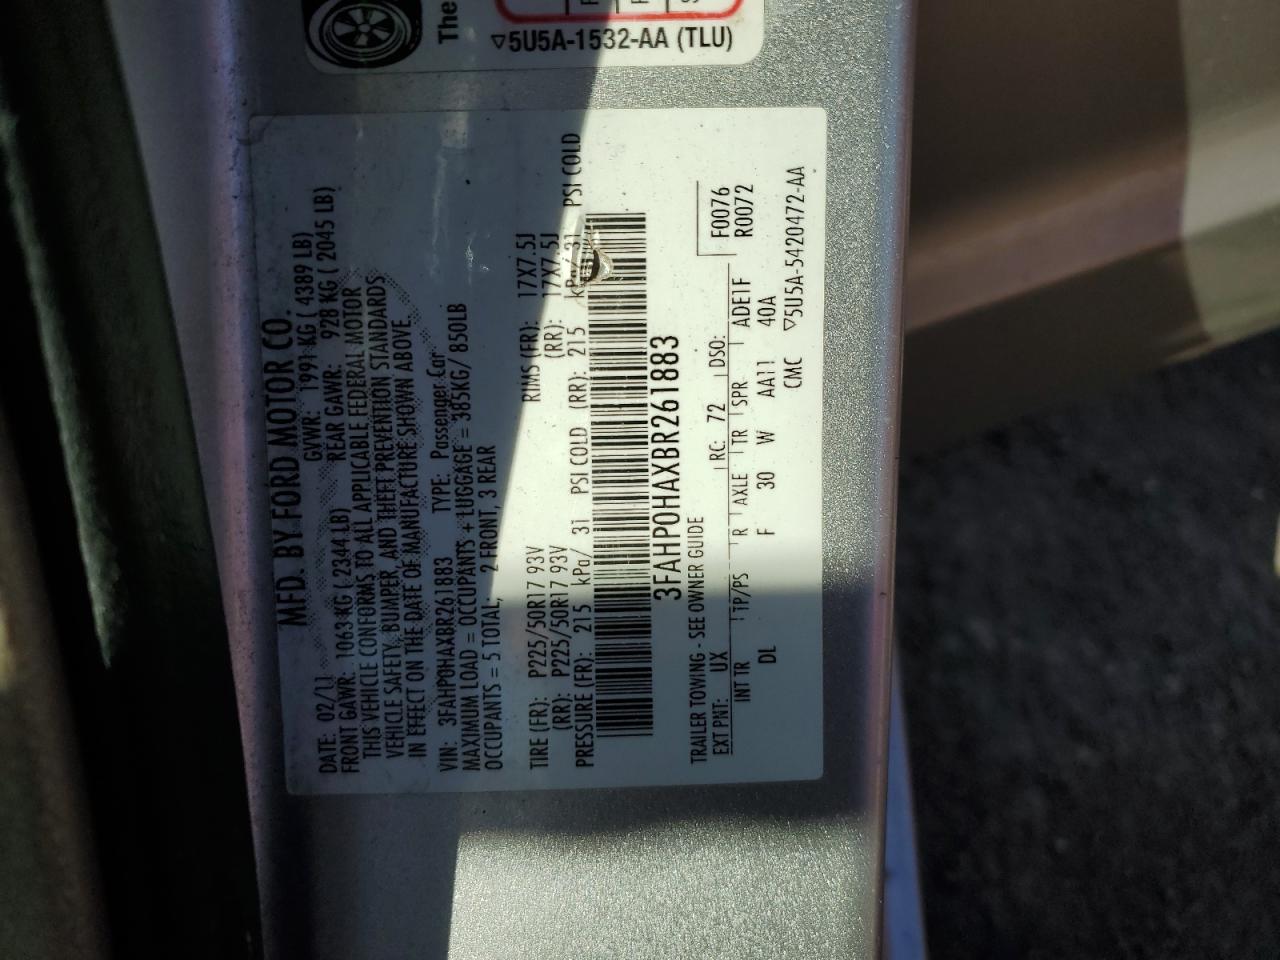 The
▽5U5A-1532-AA (TLU)
MFD. BY FORD MOTOR CO.
DATE: 02/11 GVWR: 1991 KG ( 4389 LB)
FRONT GAWR: 1063 KG ( 2344 LB) REAR GAWR: 928 KG ( 2045 LB)
THIS VEHICLE CONFORMS TO ALL APPLICABLE FEDERAL MOTOR
VEHICLE SAFETY, BUMPER, AND THEFT PREVENTION STANDARDS
IN EFFECT ON THE DATE OF MANUFACTURE SHOWN ABOVE.
VIN: 3FAHP0HAXBR261883 TYPE: Passenger Car
MAXIMUM LOAD = OCCUPANTS + LUGGAGE = 385KG/ 850LB
OCCUPANTS = 5 TOTAL, 2 FRONT, 3 REAR
TIRE (FR): P225/50R17 93V RIMS (FR): 17X7.5J
(RR): P225/50R17 93V (RR): 17X7.5J
PRESSURE (FR): 215 kPa/ 31 PSI COLD (RR): 215 kPa/ 31 PSI COLD
3FAHP0HAXBR261883
TRAILER TOWING - SEE OWNER GUIDE F0076
EXT PNT: UX RC: 72 DSO: R0072
INT TR TP/PS R AXLE TR SPR ADE1F
DL F 30 W AA11 40A
CMC ▽5U5A-5420472-AA